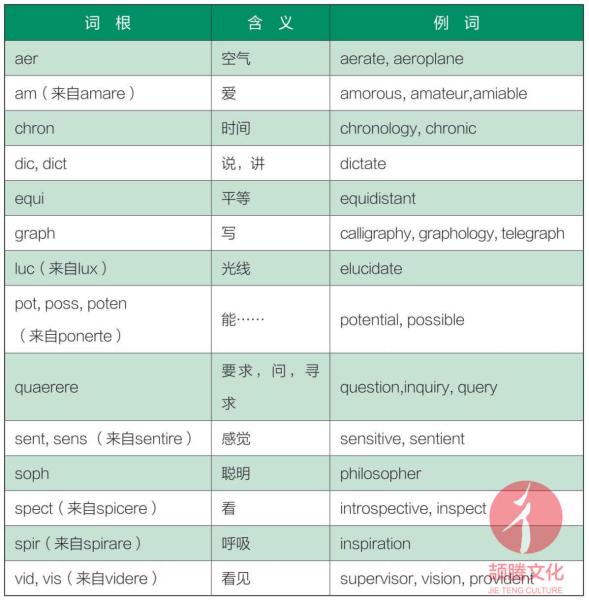 词 根 含 义 例 词
aer 空气 aerate, aeroplane
am（来自amare） 爱 amorous, amateur,amiable
chron 时间 chronology, chronic
dic, dict 说，讲 dictate
equi 平等 equidistant
graph 写 calligraphy, graphology, telegraph
luc（来自lux） 光线 elucidate
pot, poss, poten
（来自ponerte） 能…… potential, possible
quaerere 要求，问，寻
求 question,inquiry, query
sent, sens （来自sentire） 感觉 sensitive, sentient
soph 聪明 philosopher
spect（来自spicere） 看 introspective, inspect
spir（来自spirare） 呼吸 inspiration
vid, vis（来自videre） 看见 supervisor, vision, provident
颉腾文化
JIE TENG CULTURE